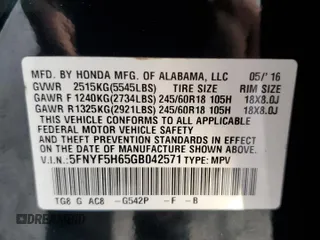 MFD. BY HONDA MFG. OF ALABAMA, LLC 05/'16
GVWR 2515KG(5545LBS) TIRE SIZE RIM SIZE
GAWR F 1240KG(2734LBS) 245/60R18 105H 18X8.0J
GAWR R1325KG(2921LBS) 245/60R18 105H 18X8.0J
THIS VEHICLE CONFORMS TO ALL APPLICABLE
FEDERAL MOTOR VEHICLE SAFETY AND
THEFT PREVENTION STANDARDS IN EFFECT ON
THE DATE OF MANUFACTURE SHOWN ABOVE.
V.I.N.: 5FNYF5H65GB042571 TYPE: MPV
TG8 G AC8 -G542P -F -B
DEALERS AUCTION